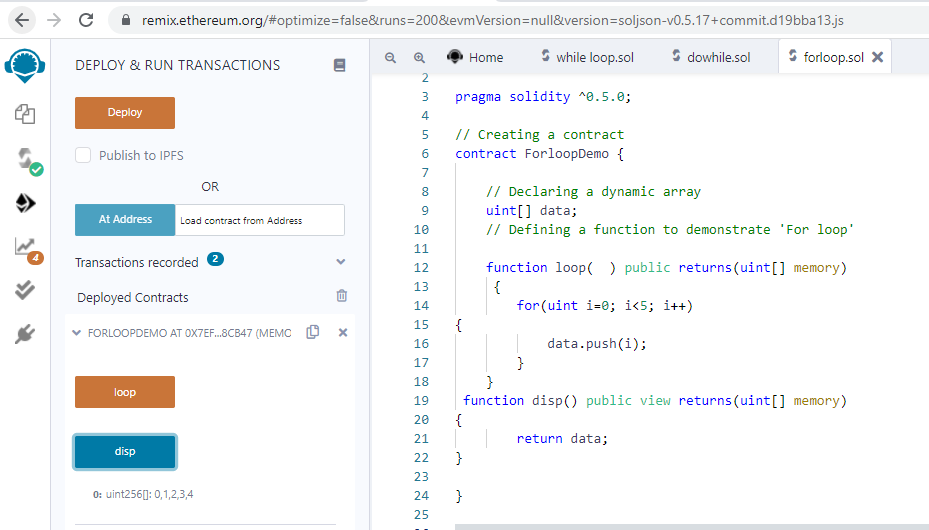 remix.ethereum.org/#optimize=false&runs=200&evmVersion=null&version=soljson-v0.5.17+commit.d19bba13.js
DEPLOY & RUN TRANSACTIONS
Deploy
Publish to IPFS
OR
At Address Load contract from Address
Transactions recorded 2
Deployed Contracts
FORLOOPDEMO AT 0X7EF...8CB47 (MEMO
loop
disp
0: uint256[]: 0,1,2,3,4
4
Home while loop.sol dowhile.sol forloop.sol
2
3 pragma solidity ^0.5.0;
4
5 // Creating a contract
6 contract ForloopDemo {
7
8 // Declaring a dynamic array
9 uint[] data;
10 // Defining a function to demonstrate 'For loop'
11
12 function loop(  ) public returns(uint[] memory)
13 {
14 for(uint i=0; i<5; i++)
15 {
16 data.push(i);
17 }
18 }
19 function disp() public view returns(uint[] memory)
20 {
21 return data;
22 }
23
24 }
25